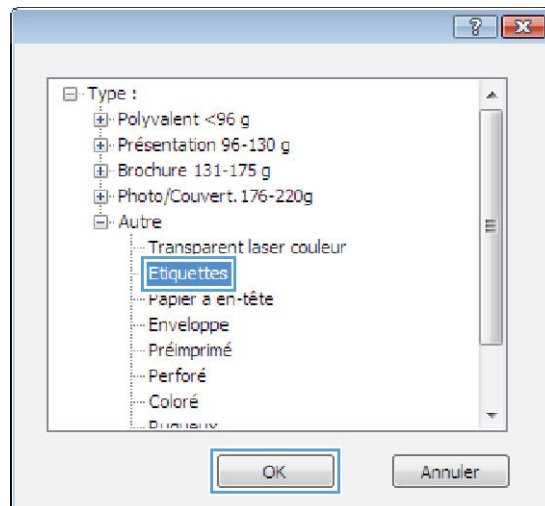 Type :
Polyvalent <96 g
Présentation 96-130 g
Brochure 131-175 g
Photo/Couvert. 176-220g
Autre
Transparent laser couleur
Etiquettes
Papier à en-tête
Enveloppe
Préimprimé
Perforé
Coloré
Rugueux
OK Annuler